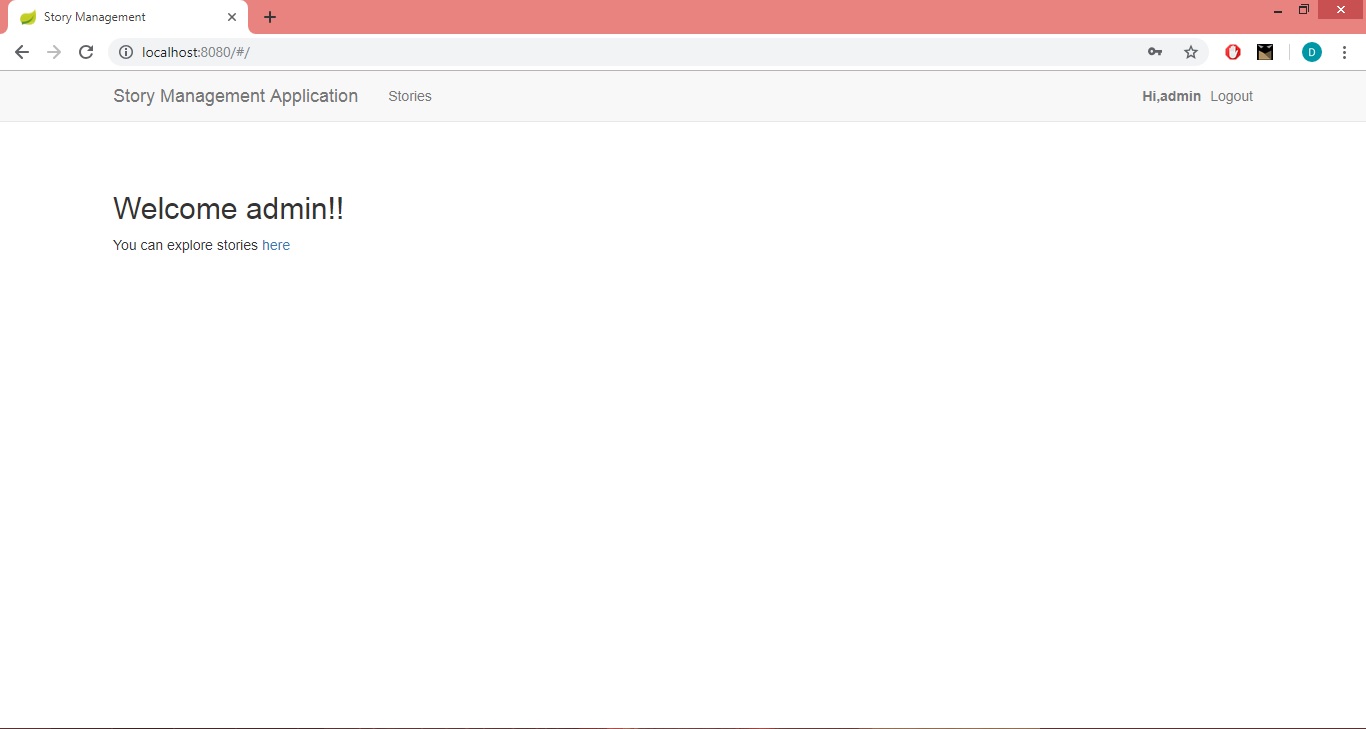 Story Management
localhost:8080/#/
D
Story Management Application Stories Hi,admin Logout
Welcome admin!!
You can explore stories here